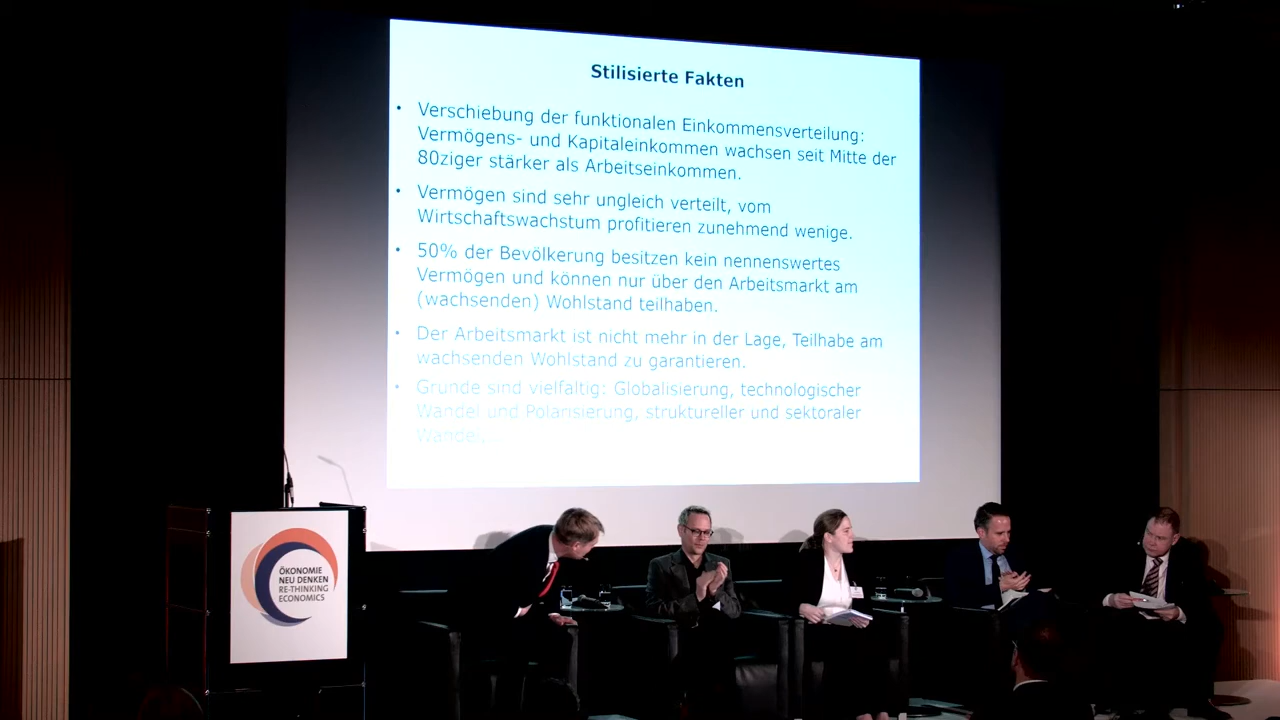 Stilisierte Fakten
• Verschiebung der funktionalen Einkommensverteilung:
Vermögens- und Kapitaleinkommen wachsen seit Mitte der
80ziger stärker als Arbeitseinkommen.
• Vermögen sind sehr ungleich verteilt, vom
Wirtschaftswachstum profitieren zunehmend wenige.
• 50% der Bevölkerung besitzen kein nennenswertes
Vermögen und können nur über den Arbeitsmarkt am
(wachsenden) Wohlstand teilhaben.
• Der Arbeitsmarkt ist nicht mehr in der Lage, Teilhabe am
wachsenden Wohlstand zu garantieren.
• Gründe sind vielfältig: Globalisierung, technologischer
Wandel und Polarisierung, struktureller und sektoraler
Wandel...
ÖKONOMIE
NEU DENKEN
RE-THINKING
ECONOMICS